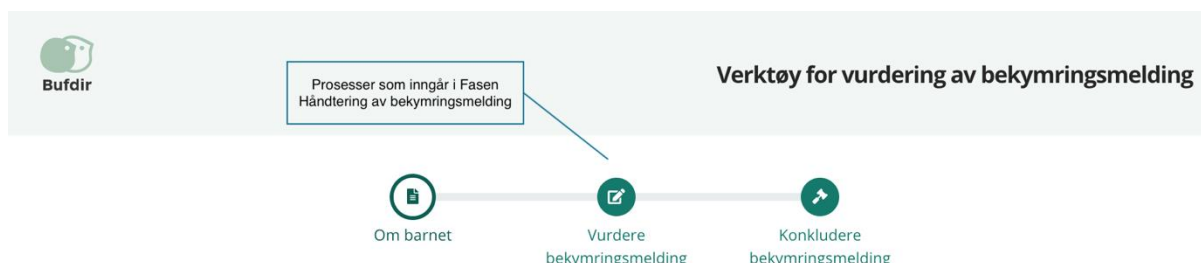 Bufdir
Prosesser som inngår i Fasen
Håndtering av bekymringsmelding
Verktøy for vurdering av bekymringsmelding
Om barnet
Vurdere
bekymringsmelding
Konkludere
bekymringsmelding